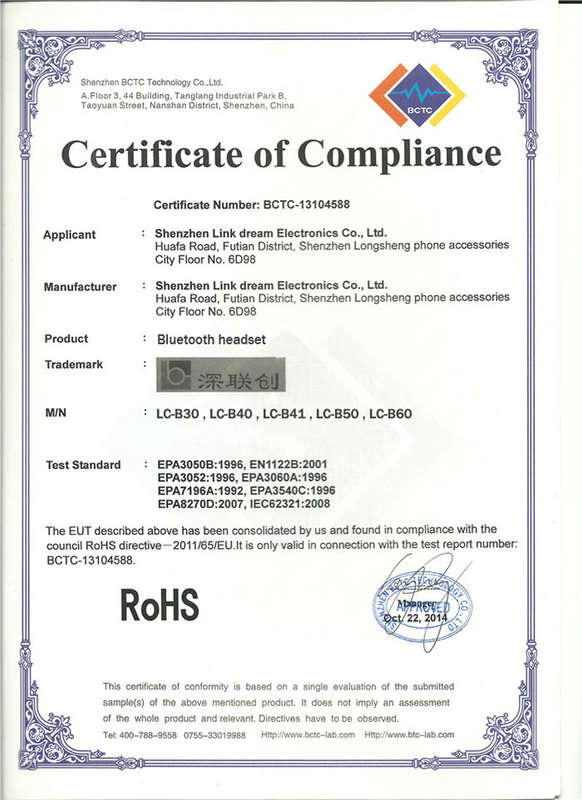 Shenzhen BCTC Technology Co.,Ltd.
A.Floor 3, 44 Building, Tanglang Industrial Park B,
Taoyuan Street, Nanshan District, Shenzhen, China
BCTC
Certificate of Compliance
Certificate Number: BCTC-13104588
Applicant : Shenzhen Link dream Electronics Co., Ltd.
Huafa Road, Futian District, Shenzhen Longsheng phone accessories
City Floor No. 6D98
Manufacturer : Shenzhen Link dream Electronics Co., Ltd.
Huafa Road, Futian District, Shenzhen Longsheng phone accessories
City Floor No. 6D98
Product : Bluetooth headset
Trademark : 深联创
M/N : LC-B30 , LC-B40 , LC-B41 , LC-B50 , LC-B60
Test Standard : EPA3050B:1996, EN1122B:2001
EPA3052:1996, EPA3060A:1996
EPA7196A:1992, EPA3540C:1996
EPA8270D:2007, IEC62321:2008
The EUT described above has been consolidated by us and found in compliance with the
council RoHS directive－2011/65/EU.It is only valid in connection with the test report number:
BCTC-13104588.
RoHS
SHENZHEN BCTC TECHNOLOGY CO.,LTD
Manager
APPROVED
Oct. 22, 2014
This certificate of conformity is based on a single evaluation of the submitted
sample(s) of the above mentioned product. It does not imply an assessment
of the whole product and relevant. Directives have to be observed.
Tel: 400-788-9558 0755-33019988 Http://www.bctc-lab.com Http://www.btc-lab.com